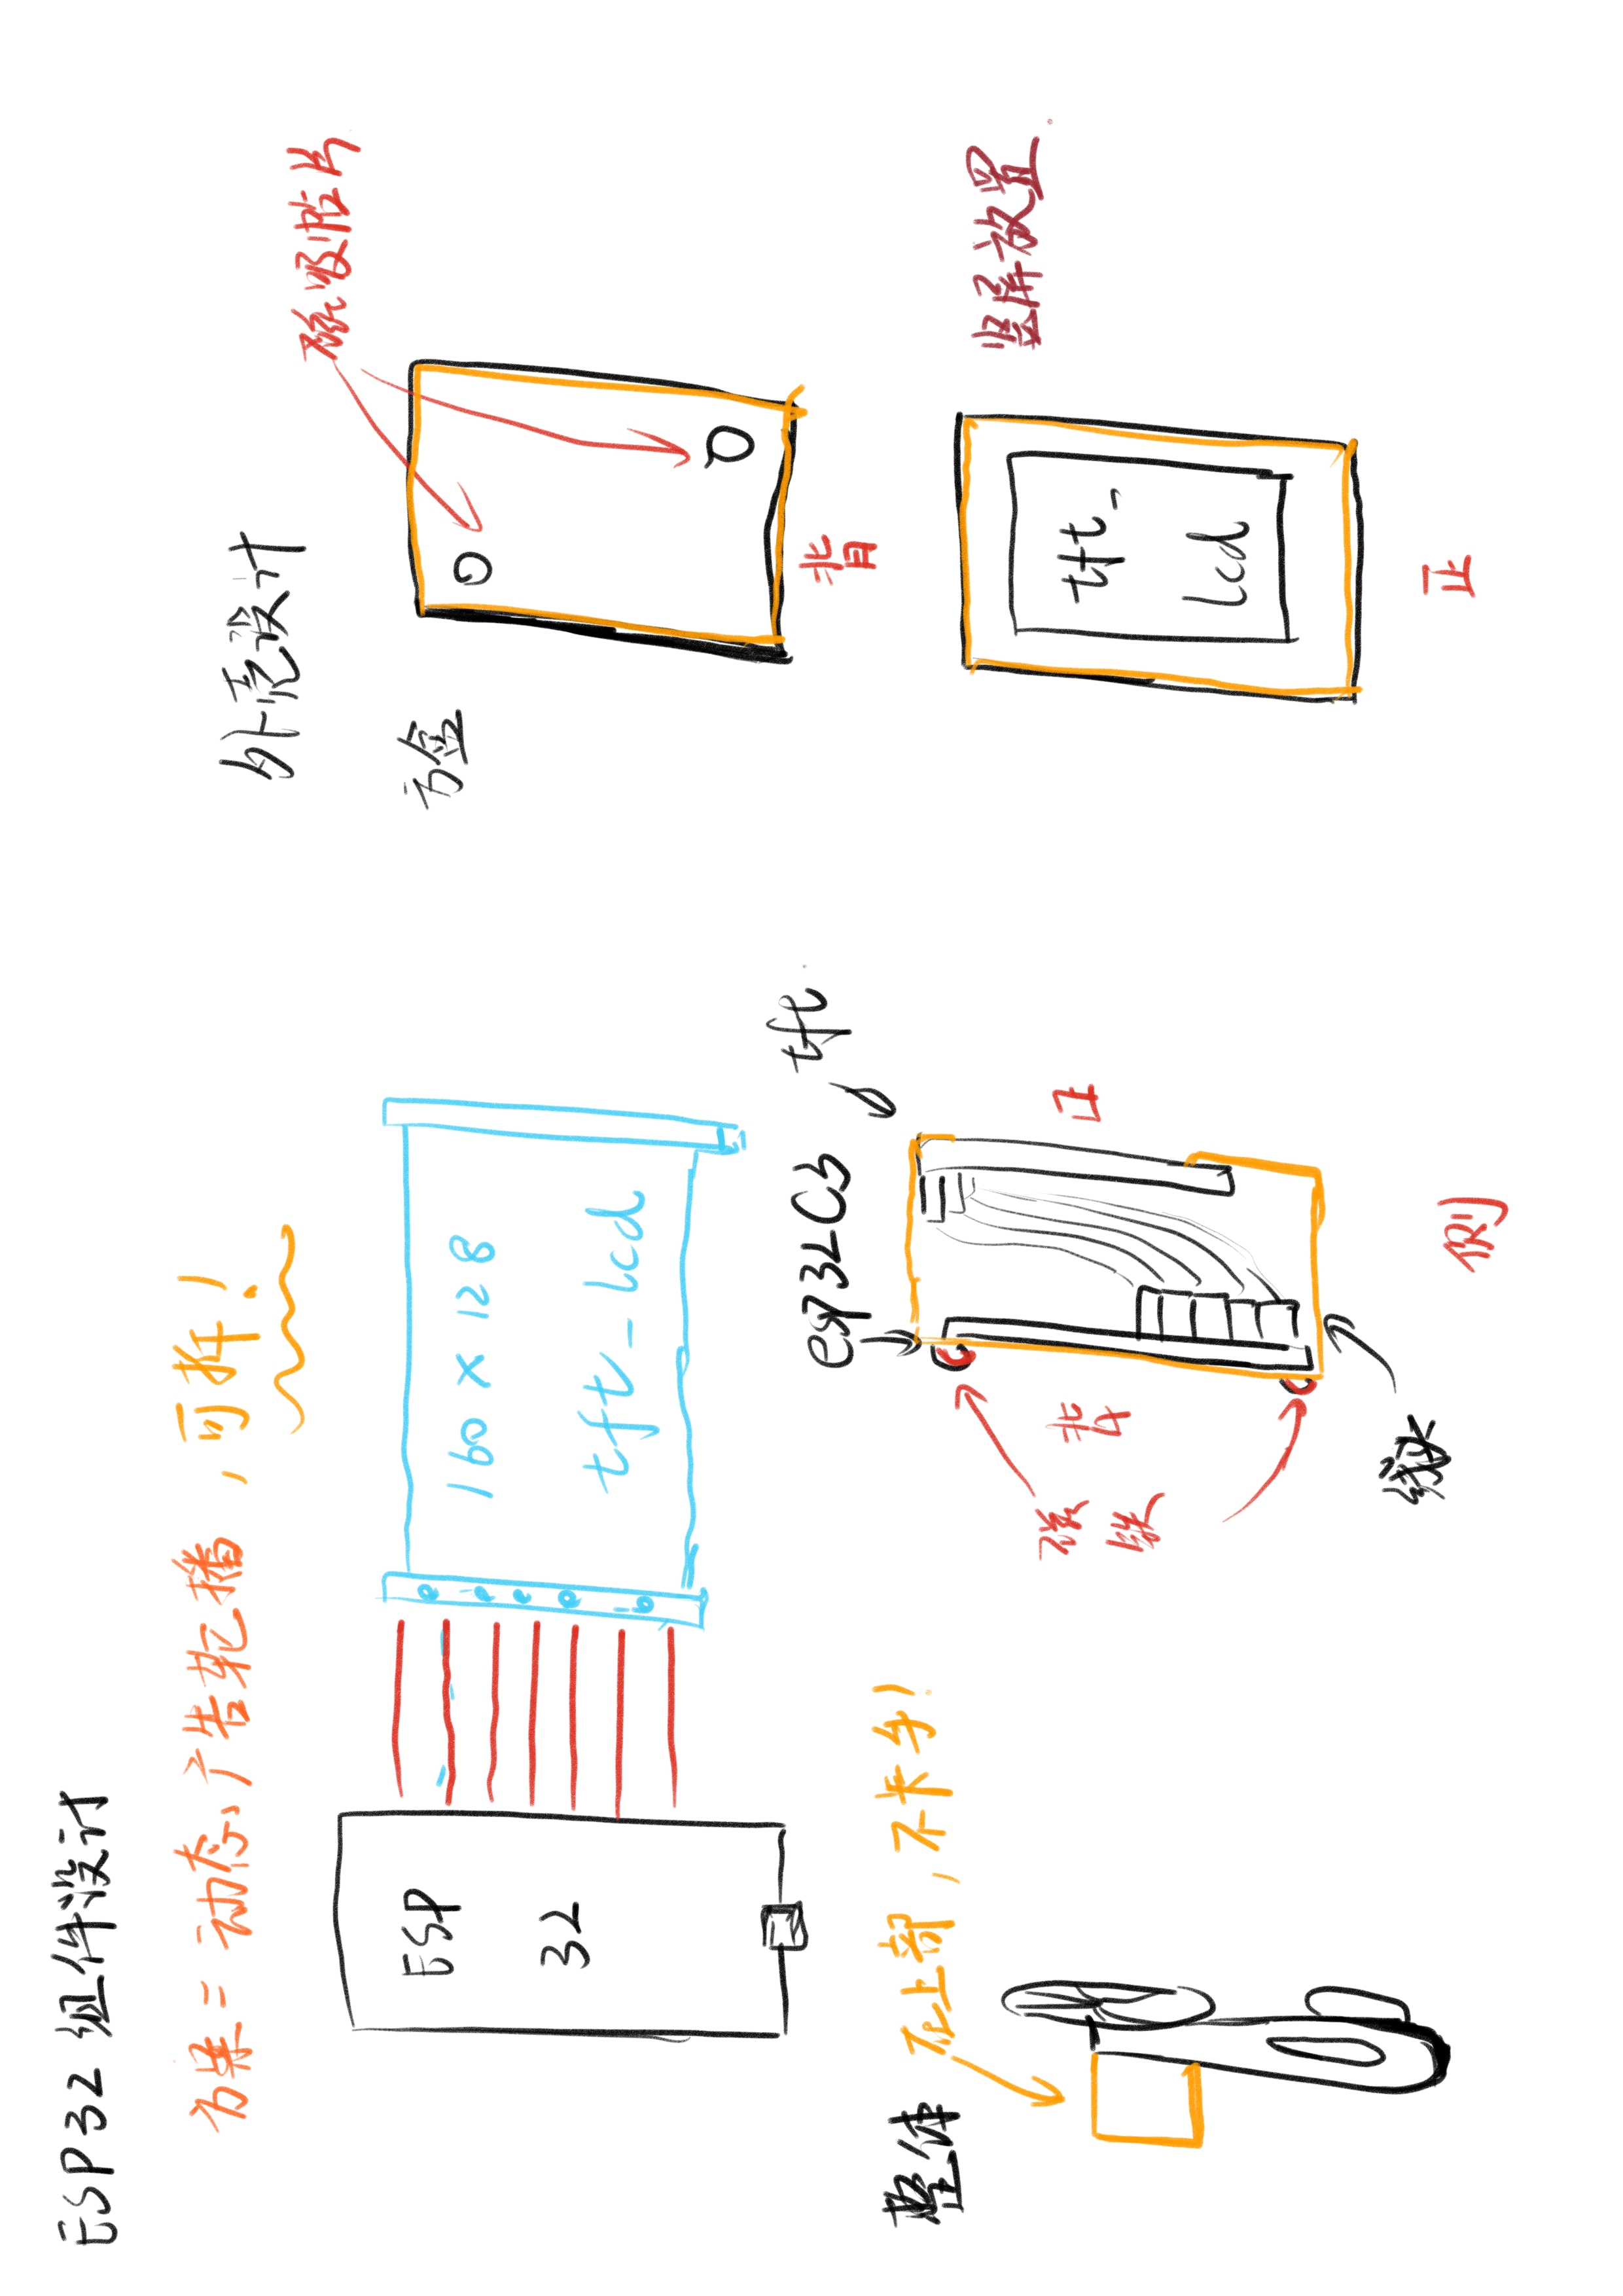 ESP32 组件设计
方案= 动态广告轮播，可拆！
外壳设计
磁吸贴片
方盒
ESP
32
160 × 128
tft_lcd
背
esp32C3
tft
整体
在上部，不卡手！
磁
铁
背
正
竖屏放置
tft_
lcd
线头
侧
正